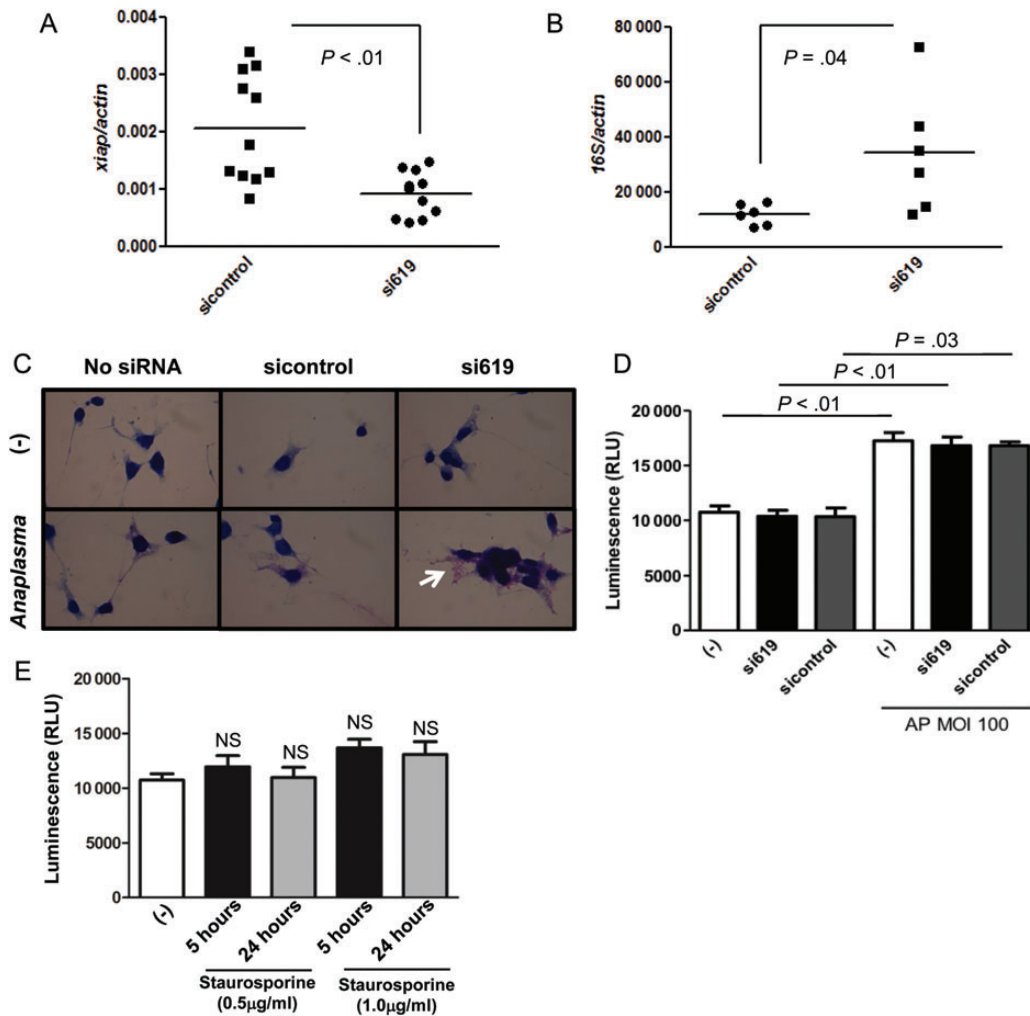 A
P < .01
xiap/actin
0.004
0.003
0.002
0.001
0.000
sicontrol
si619
B
P = .04
16S/actin
80 000
60 000
40 000
20 000
0
sicontrol
si619
C
No siRNA
sicontrol
si619
(-)
Anaplasma
D
P = .03
P < .01
P < .01
Luminescence (RLU)
20 000
15 000
10 000
5000
0
(-)
si619
sicontrol
(-)
si619
sicontrol
AP MOI 100
E
Luminescence (RLU)
20 000
15 000
10 000
5000
0
NS
NS
NS
NS
(-)
5 hours
24 hours
5 hours
24 hours
Staurosporine
(0.5µg/ml)
Staurosporine
(1.0µg/ml)